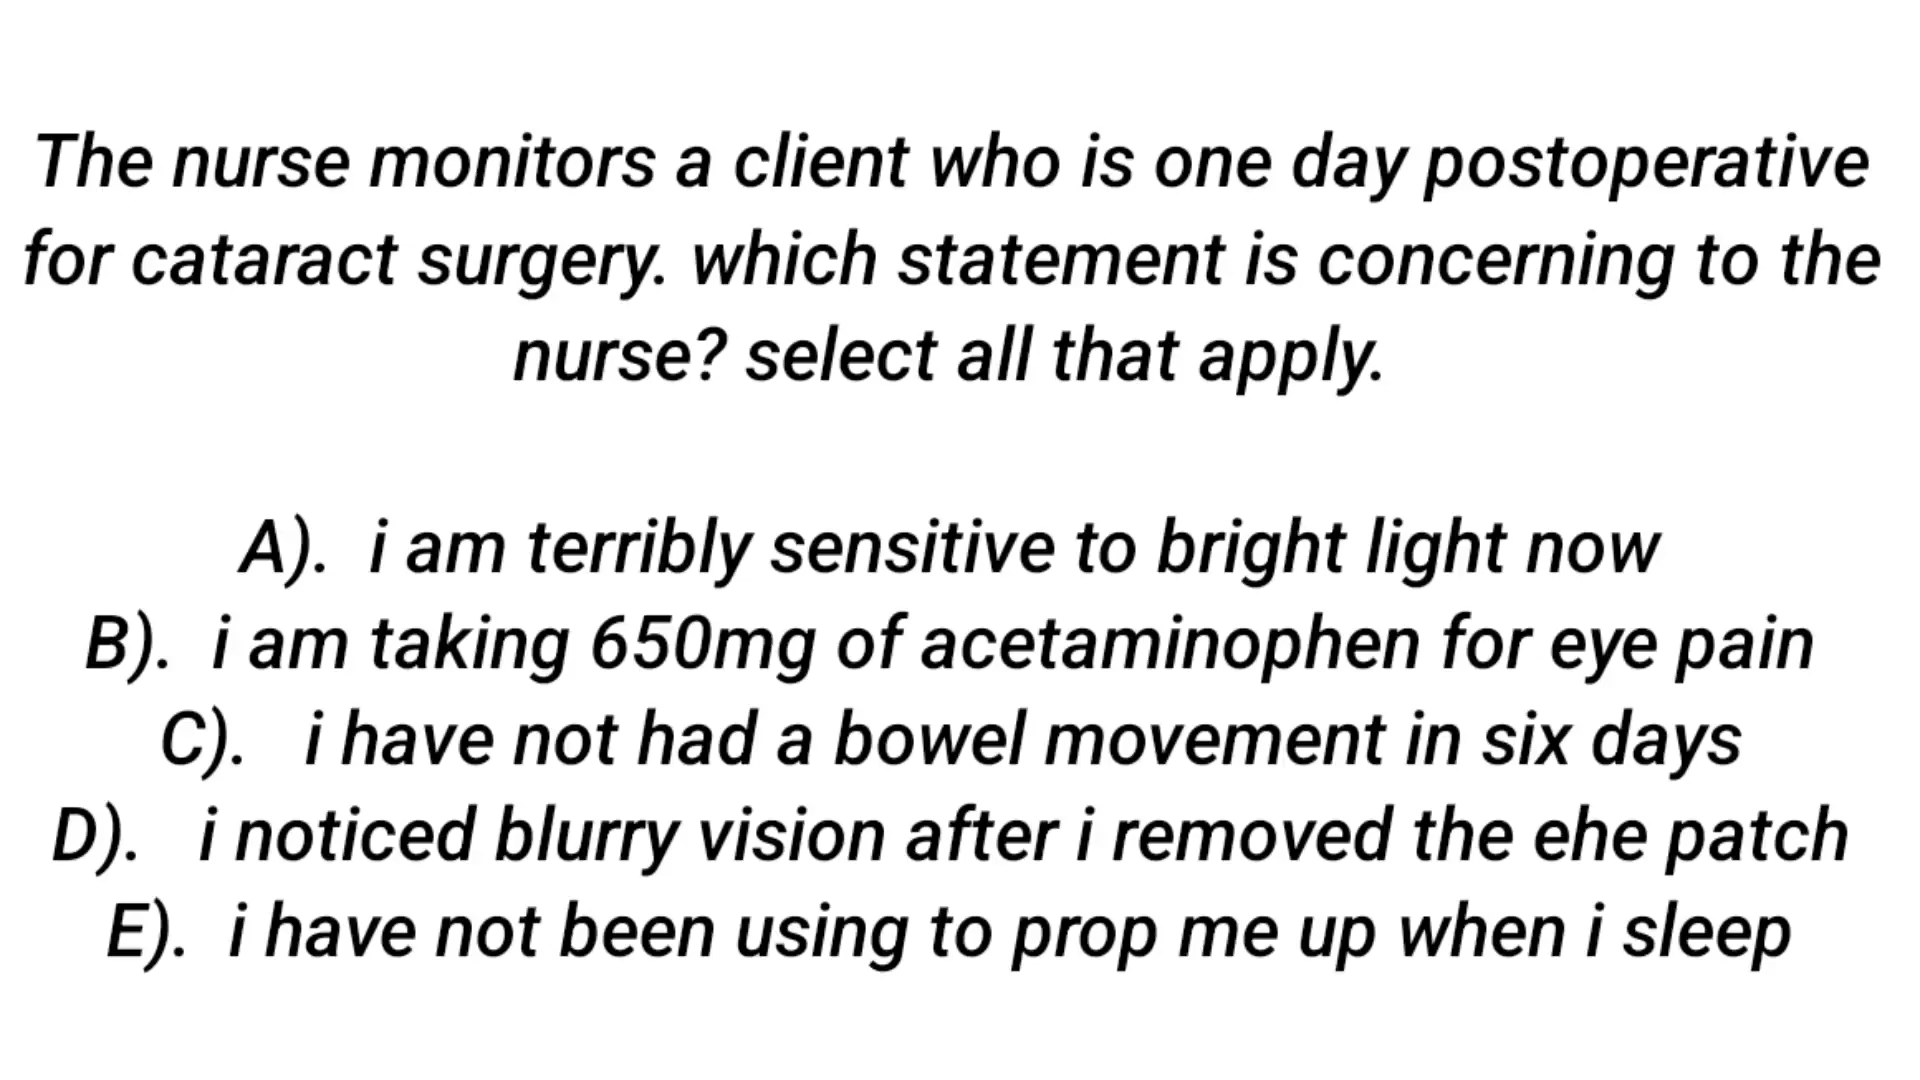 The nurse monitors a client who is one day postoperative
for cataract surgery. which statement is concerning to the
nurse? select all that apply.
A). i am terribly sensitive to bright light now
B). i am taking 650mg of acetaminophen for eye pain
C). i have not had a bowel movement in six days
D). i noticed blurry vision after i removed the ehe patch
E). i have not been using to prop me up when i sleep